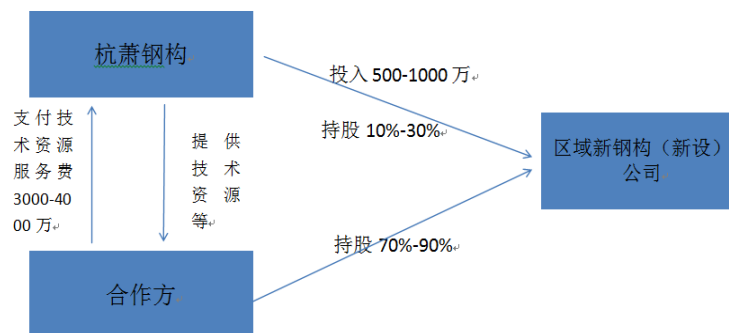 杭萧钢构
投入 500-1000 万
支付技
术资源
服务费
3000-40
00 万
提供
技术
资源
等
持股 10%-30%
区域新钢构（新设）
公司
持股 70%-90%
合作方